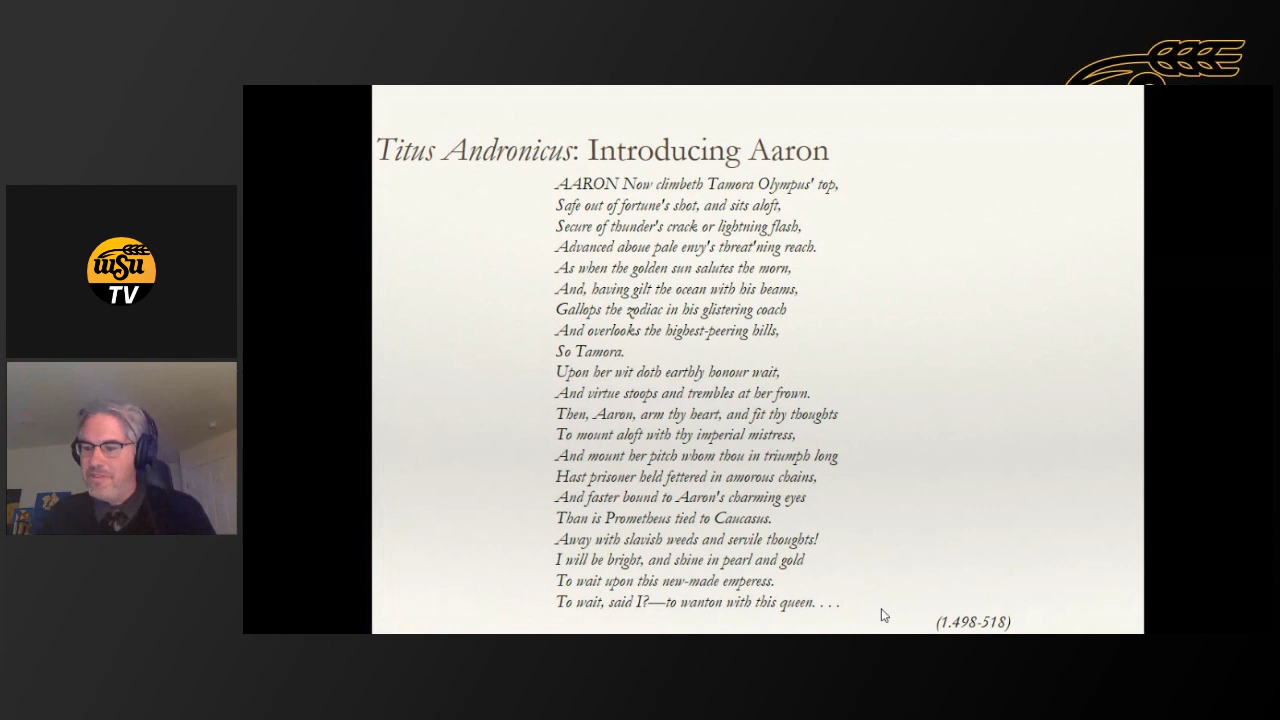 Titus Andronicus: Introducing Aaron
AARON Now climbeth Tamora Olympus' top,
Safe out of fortune's shot, and sits aloft,
Secure of thunder's crack or lightning flash,
Advanced aboue pale envy's threat'ning reach.
As when the golden sun salutes the morn,
And, having gilt the ocean with his beams,
Gallops the zodiac in his glistering coach
And overlooks the highest-peering hills,
So Tamora.
Upon her wit doth earthly honour wait,
And virtue stoops and trembles at her frown.
Then, Aaron, arm thy heart, and fit thy thoughts
To mount aloft with thy imperial mistress,
And mount her pitch whom thou in triumph long
Hast prisoner held fettered in amorous chains,
And faster bound to Aaron's charming eyes
Than is Prometheus tied to Caucasus.
Away with slavish weeds and servile thoughts!
I will be bright, and shine in pearl and gold
To wait upon this new-made emperess.
To wait, said I?—to wanton with this queen. . . .
(1.498-518)
wsu
TV